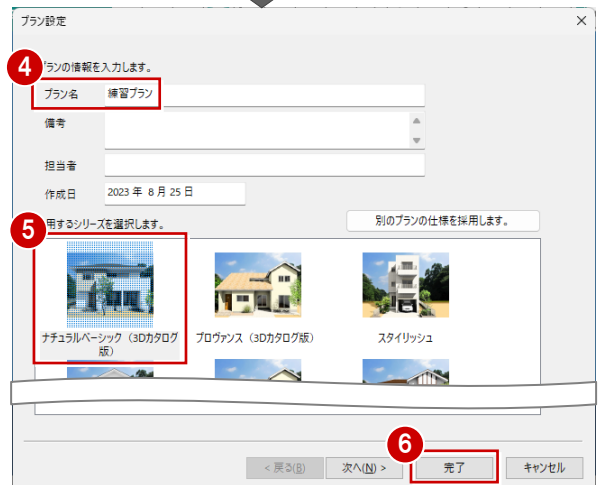 プラン設定
4
プランの情報を入力します。
プラン名 練習プラン
備考
担当者
作成日 2023 年 8 月 25 日
5
用するシリーズを選択します。 別のプランの仕様を採用します。
ナチュラルベーシック（3Dカタログ版） プロヴァンス（3Dカタログ版） スタイリッシュ
6
< 戻る(B) 次へ(N) > 完了 キャンセル